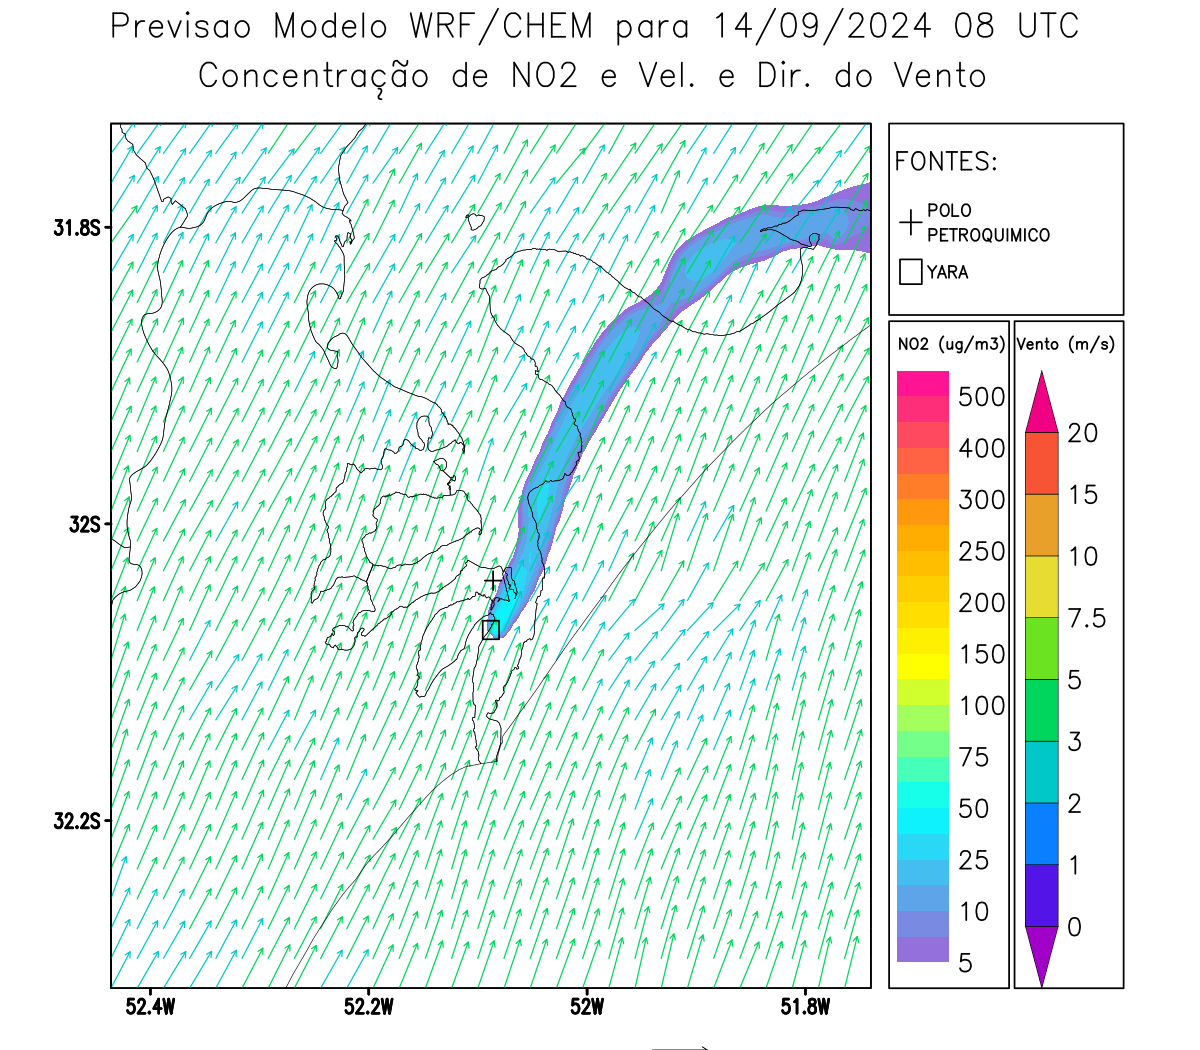 Previsao Modelo WRF/CHEM para 14/09/2024 08 UTC
Concentração de NO2 e Vel. e Dir. do Vento
FONTES:
POLO
PETROQUIMICO
YARA
NO2 (ug/m3)
500
400
300
250
200
150
100
75
50
25
10
5
Vento (m/s)
20
15
10
7.5
5
3
2
1
0
31.8S
32S
32.2S
52.4W
52.2W
52W
51.8W